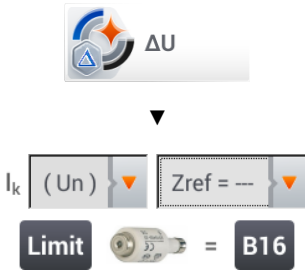 ΔU
▼
Ik ( Un ) ▼ Zref = --- ▼
Limit = B16